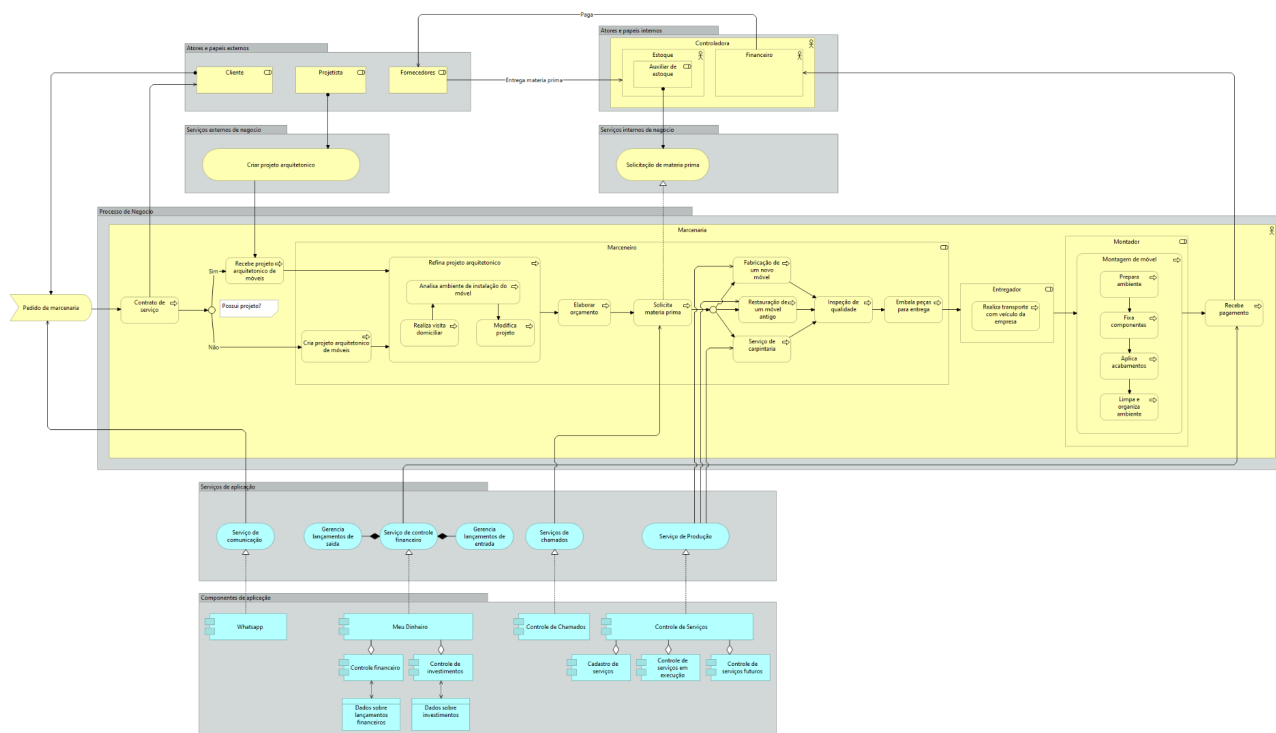 Paga
Atores e papeis externos
Cliente
Projetista
Fornecedores
Entrega materia prima
Atores e papeis internos
Controladora
Estoque
Auxiliar de
estoque
Financeiro
Serviços externos de negocio
Criar projeto arquitetonico
Serviços internos de negocio
Solicitação de materia prima
Processo de Negocio
Marcenaria
Pedido de marcenaria
Contrato de
serviço
Sim
Possui projeto?
Não
Recebe projeto
arquitetonico de
móveis
Marceneiro
Cria projeto arquitetonico
de móveis
Refina projeto arquitetonico
Analisa ambiente de instalação do
móvel
Realiza visita
domiciliar
Modifica
projeto
Elaborar
orçamento
Solicita
materia prima
Fabricação de
um novo
móvel
Restauração de
um móvel
antigo
Serviço de
carpintaria
Inspeção de
qualidade
Embala peças
para entrega
Entregador
Realiza transporte
com veículo da
empresa
Montador
Montagem de móvel
Prepara
ambiente
Fixa
componentes
Aplica
acabamentos
Limpa e
organiza
ambiente
Recebe
pagamento
Serviços de aplicação
Serviço de
comunicação
Gerencia
lançamentos de
saida
Serviço de controle
financeiro
Gerencia
lançamentos de
entrada
Serviços de
chamados
Serviço de Produção
Componentes de aplicação
Whatsapp
Meu Dinheiro
Controle de Chamados
Controle de Serviços
Controle financeiro
Controle de
investimentos
Cadastro de
serviços
Controle de
serviços em
execução
Controle de
serviços futuros
Dados sobre
lançamentos
financeiros
Dados sobre
investimentos